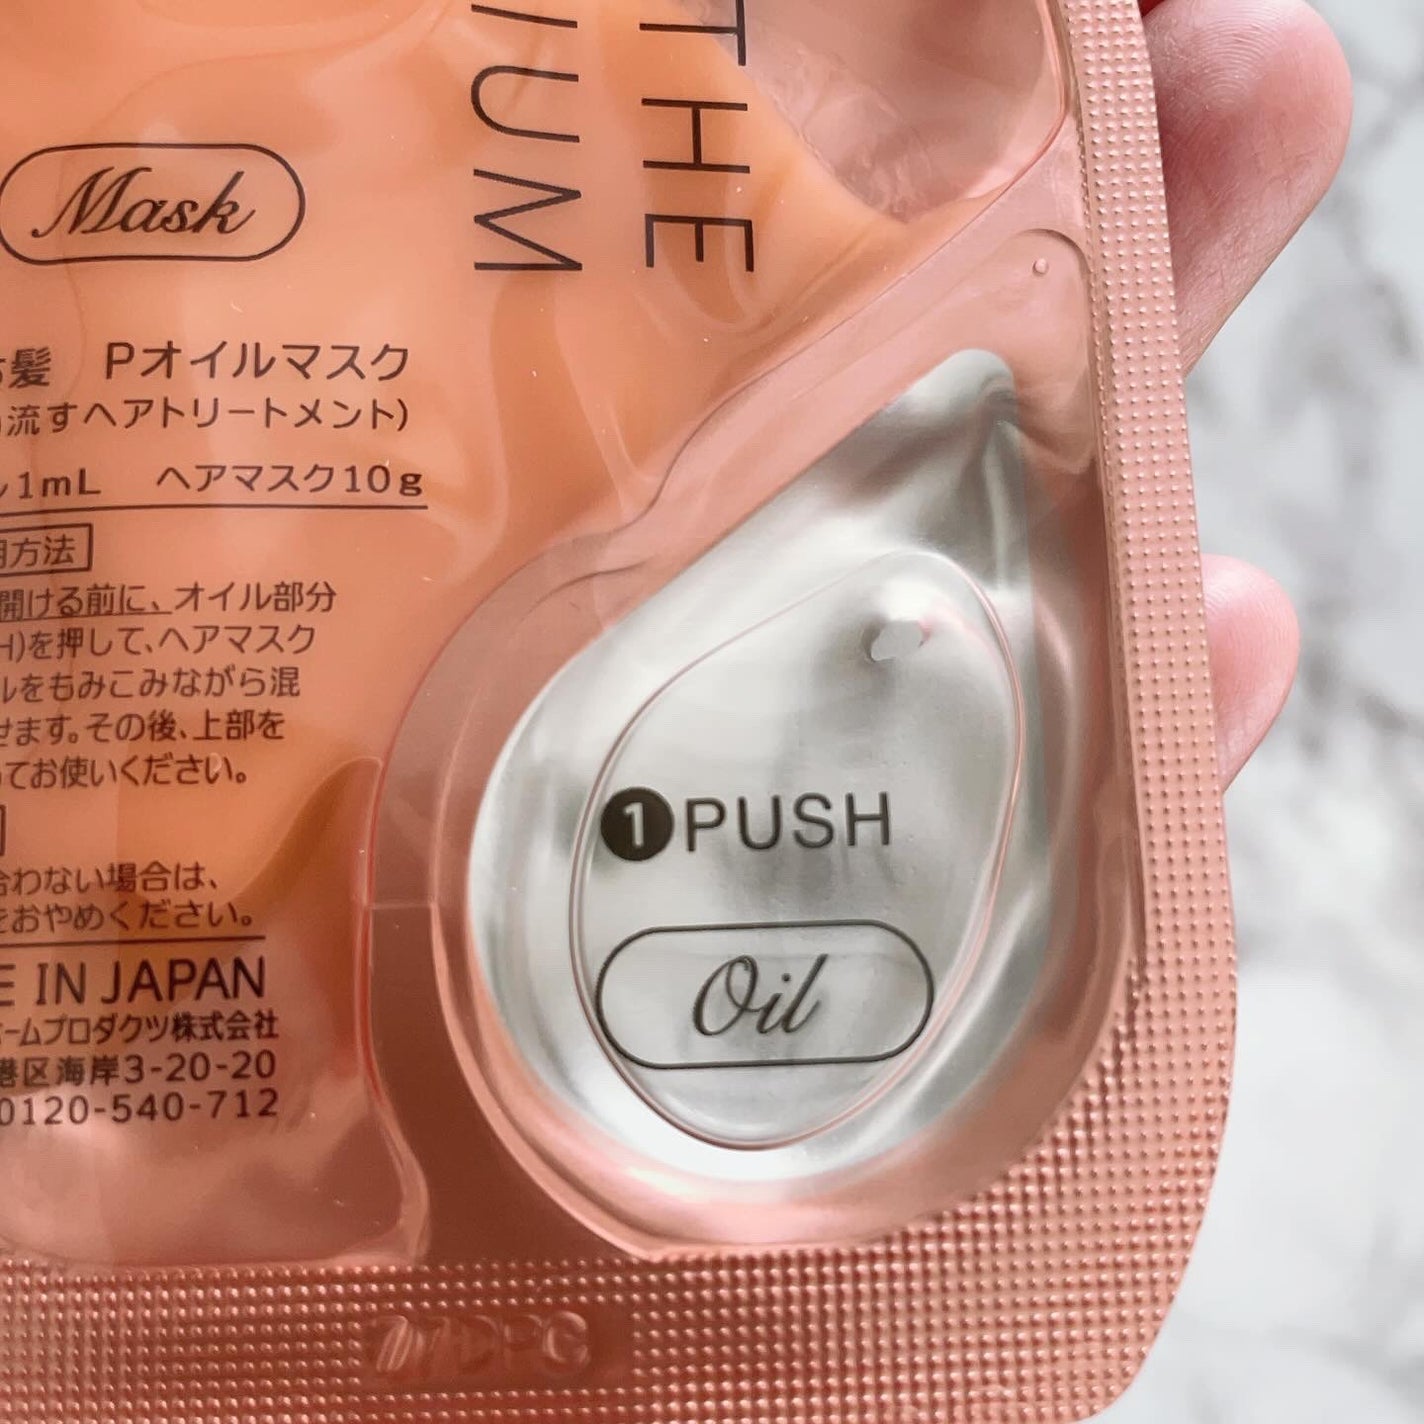 THE
IUM
Mask
髪 Pオイルマスク
流すヘアトリートメント)
1mL ヘアマスク10g
方法
開ける前に、オイル部分
H)を押して、ヘアマスク
ルをもみこみながら混
せます。その後、上部を
てお使いください。
合わない場合は、
をおやめください。
E IN JAPAN
ホームプロダクツ株式会社
港区海岸3-20-20
0120-540-712
1 PUSH
Oil